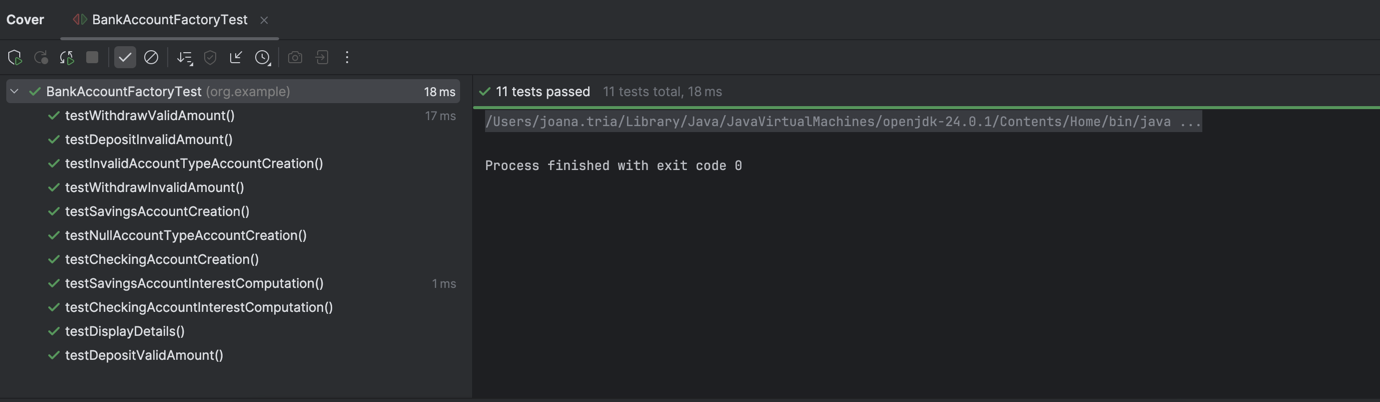 Cover BankAccountFactoryTest
BankAccountFactoryTest (org.example) 18 ms
testWithdrawValidAmount() 17 ms
testDepositInvalidAmount()
testInvalidAccountTypeAccountCreation()
testWithdrawInvalidAmount()
testSavingsAccountCreation()
testNullAccountTypeAccountCreation()
testCheckingAccountCreation()
testSavingsAccountInterestComputation() 1 ms
testCheckingAccountInterestComputation()
testDisplayDetails()
testDepositValidAmount()
11 tests passed 11 tests total, 18 ms
/Users/joana.tria/Library/Java/JavaVirtualMachines/openjdk-24.0.1/Contents/Home/bin/java ...
Process finished with exit code 0